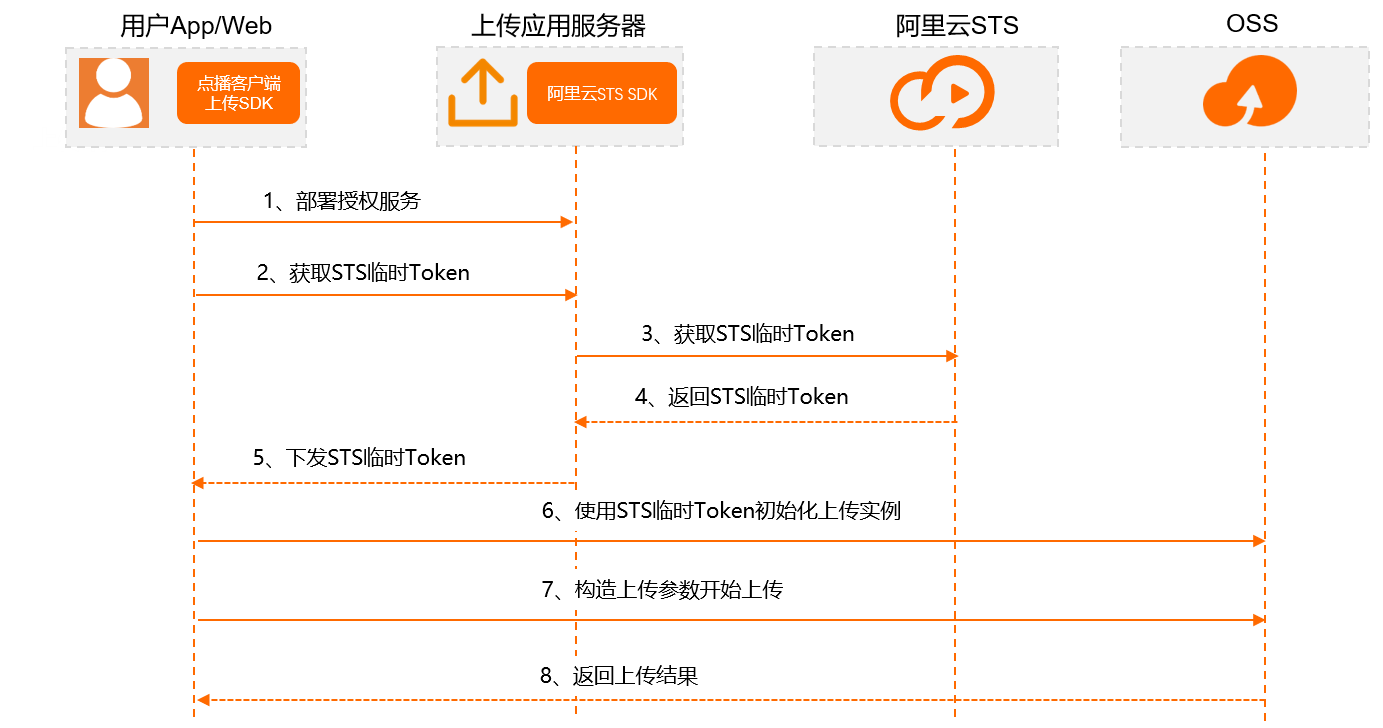 用户App/Web
上传应用服务器
阿里云STS
OSS
点播客户端
上传SDK
阿里云STS SDK
1、部署授权服务
2、获取STS临时Token
3、获取STS临时Token
4、返回STS临时Token
5、下发STS临时Token
6、使用STS临时Token初始化上传实例
7、构造上传参数开始上传
8、返回上传结果